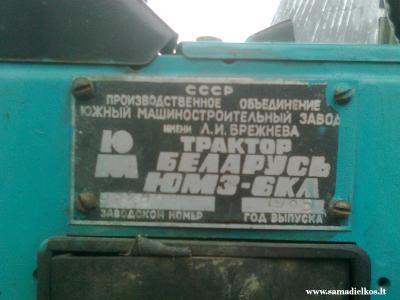 СССР
ПРОИЗВОДСТВЕННОЕ ОБЪЕДИНЕНИЕ
ЮЖНЫЙ МАШИНОСТРОИТЕЛЬНЫЙ ЗАВОД
ИМЕНИ Л.И.БРЕЖНЕВА
ЮМ
ТРАКТОР
БЕЛАРУСЬ
ЮМЗ-6КЛ
ЗАВОДСКОЙ НОМЕР ГОД ВЫПУСКА
www.samadielkos.lt